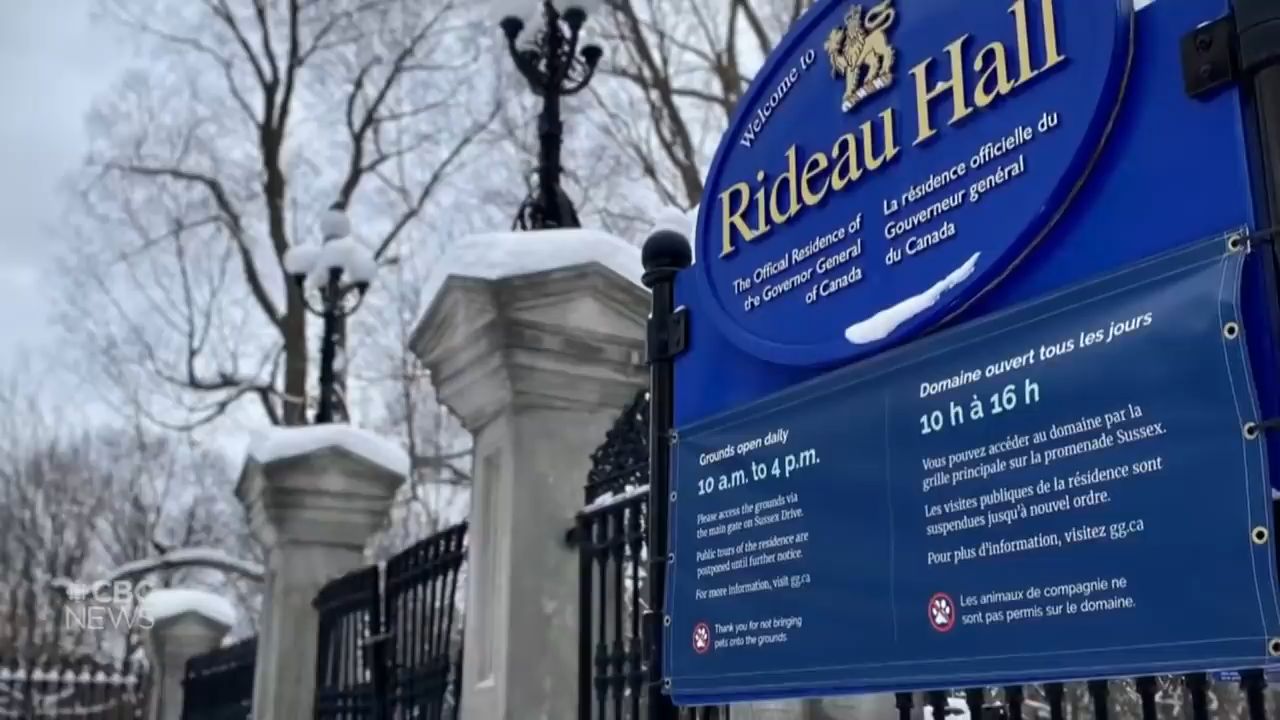 Welcome to
Rideau Hall
The Official Residence of
the Governor General
of Canada
La résidence officielle du
Gouverneur général
du Canada
Grounds open daily
10 a.m. to 4 p.m.
Please access the grounds via
the main gate on Sussex Drive.
Public tours of the residence are
postponed until further notice.
For more information, visit gg.ca
Thank you for not bringing
pets onto the grounds.
Domaine ouvert tous les jours
10 h à 16 h
Vous pouvez accéder au domaine par la
grille principale sur la promenade Sussex.
Les visites publiques de la résidence sont
suspendues jusqu'à nouvel ordre.
Pour plus d'information, visitez gg.ca
Les animaux de compagnie ne
sont pas permis sur le domaine.
CBC
NEWS